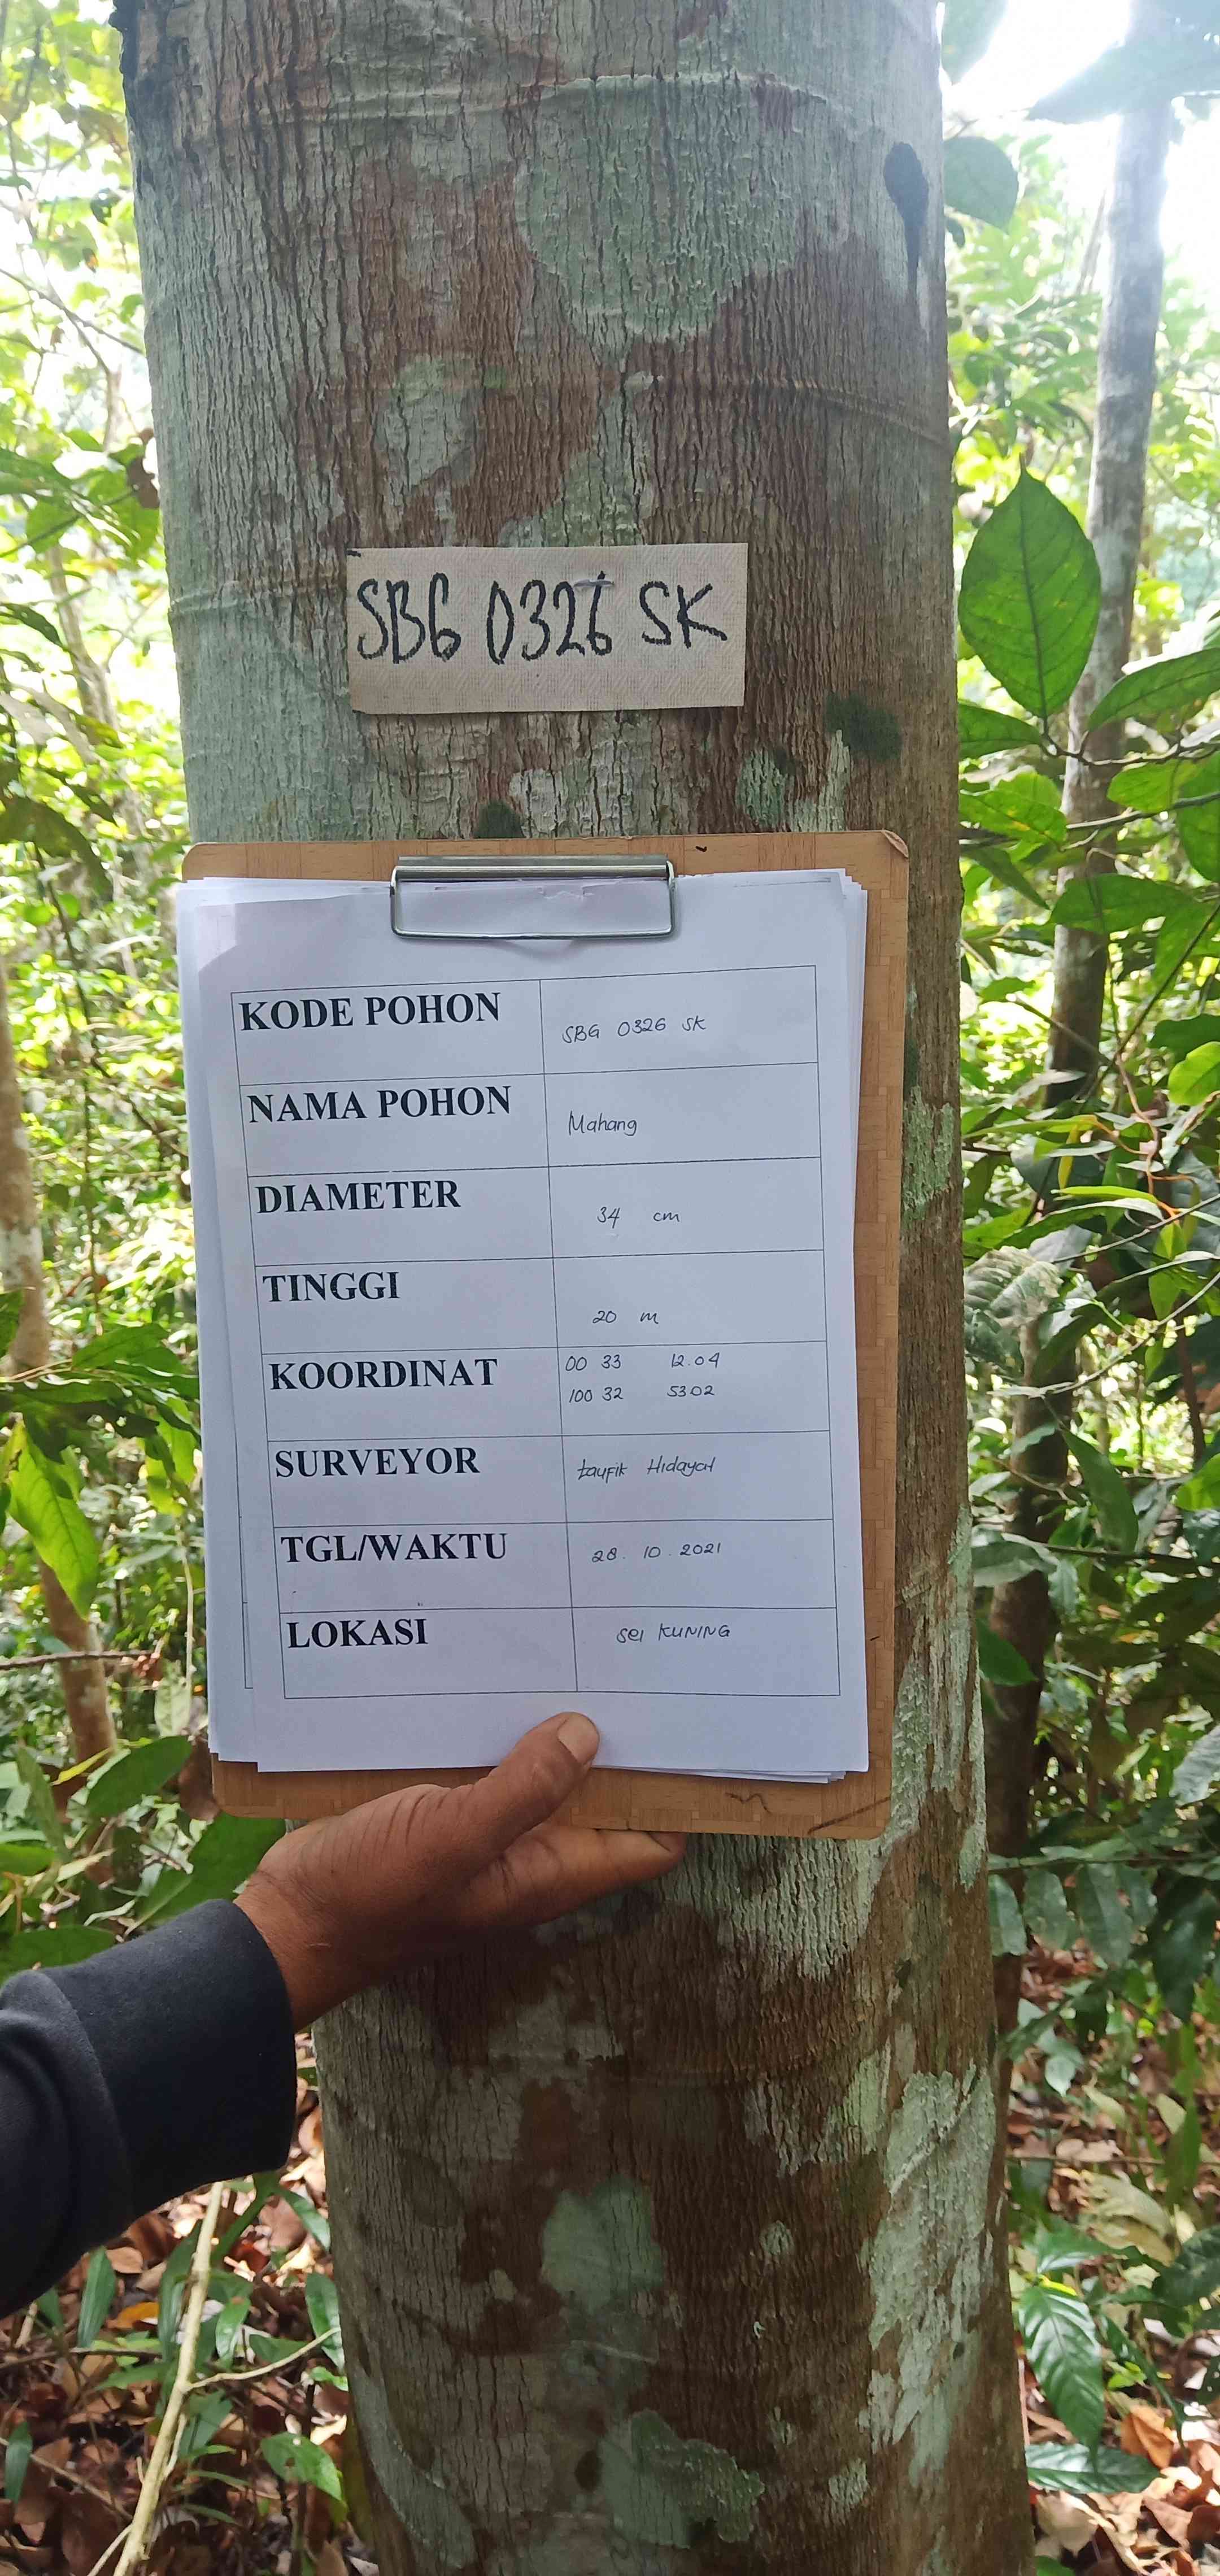 SBG 0326 SK
KODE POHON SBG 0326 SK
NAMA POHON Mahang
DIAMETER 34 cm
TINGGI 20 m
KOORDINAT 00 33 12.04
100 32 53.02
SURVEYOR taufik Hidayat
TGL/WAKTU 28.10.2021
LOKASI sei KUNING